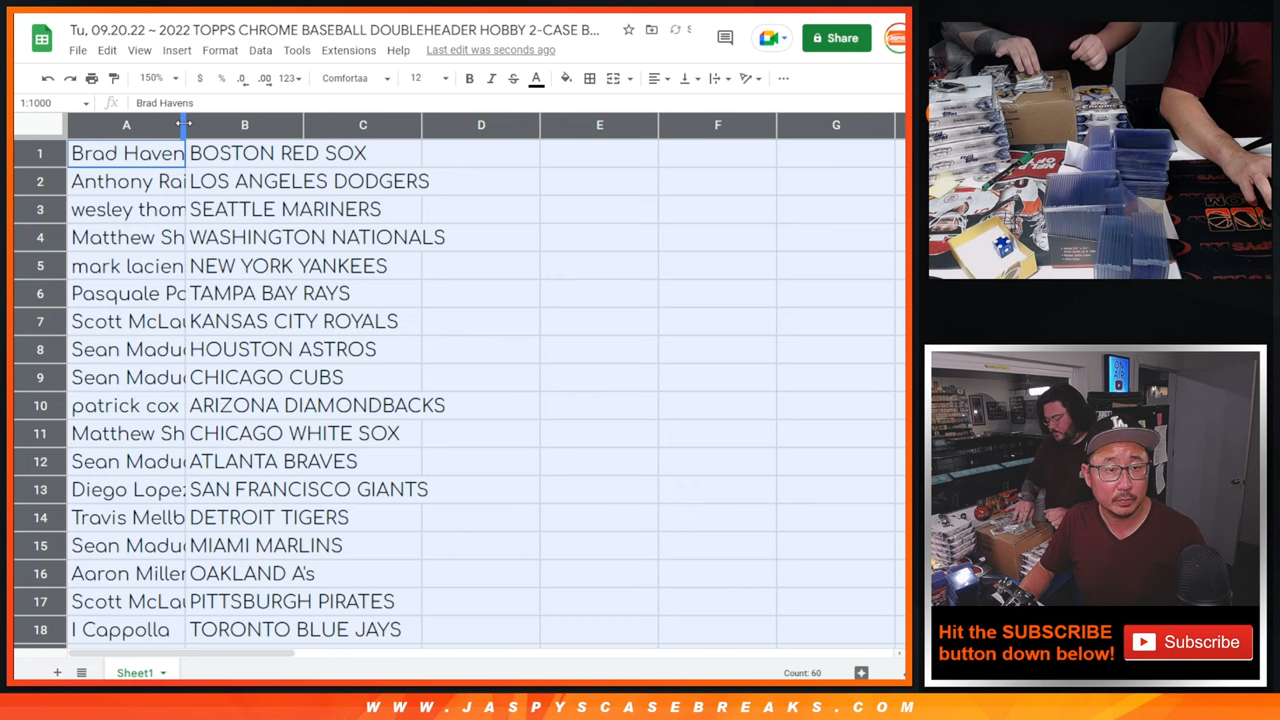 Tu, 09.20.22 ~ 2022 TOPPS CHROME BASEBALL DOUBLEHEADER HOBBY 2-CASE B...
File Edit View Insert Format Data Tools Extensions Help Last edit was seconds ago
Share
150% $ % .0 .00 123 Comfortaa 12 B I S A
1:1000 fx Brad Havens
A B C D E F G
1 Brad Haven BOSTON RED SOX
2 Anthony Rai LOS ANGELES DODGERS
3 wesley thom SEATTLE MARINERS
4 Matthew Sh WASHINGTON NATIONALS
5 mark lacien NEW YORK YANKEES
6 Pasquale Pa TAMPA BAY RAYS
7 Scott McLau KANSAS CITY ROYALS
8 Sean Madu HOUSTON ASTROS
9 Sean Madu CHICAGO CUBS
10 patrick cox ARIZONA DIAMONDBACKS
11 Matthew Sh CHICAGO WHITE SOX
12 Sean Madu ATLANTA BRAVES
13 Diego Lopez SAN FRANCISCO GIANTS
14 Travis Mellb DETROIT TIGERS
15 Sean Madu MIAMI MARLINS
16 Aaron Miller OAKLAND A's
17 Scott McLau PITTSBURGH PIRATES
18 I Cappolla TORONTO BLUE JAYS
Sheet1
Count: 60
ON AIR
Hit the SUBSCRIBE
button down below!
Subscribe
WWW.JASPYSCASEBREAKS.COM